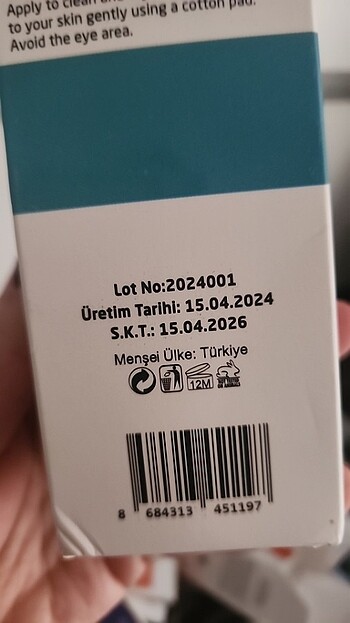 Apply to clean and
to your skin gently using a cotton pad.
Avoid the eye area.
Lot No:2024001
Üretim Tarihi: 15.04.2024
S.K.T.: 15.04.2026
Menşei Ülke: Türkiye
12M
8 684313 451197